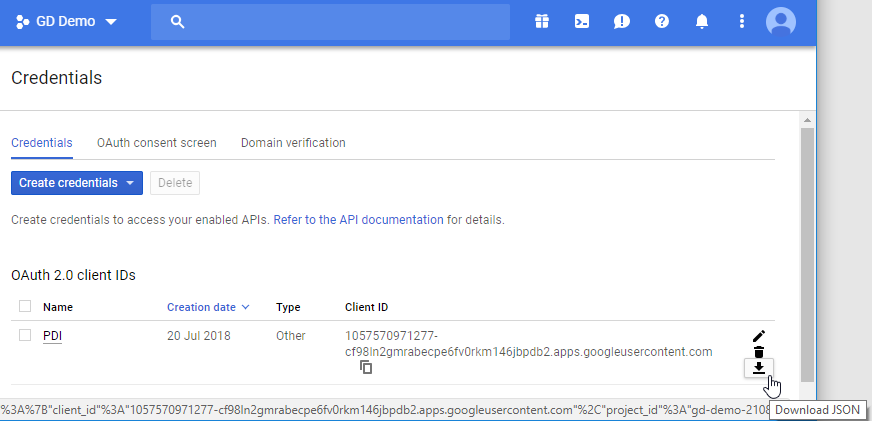 GD Demo
Credentials
Credentials OAuth consent screen Domain verification
Create credentials Delete
Create credentials to access your enabled APIs. Refer to the API documentation for details.
OAuth 2.0 client IDs
Name Creation date Type Client ID
PDI 20 Jul 2018 Other 1057570971277-
cf98ln2gmrabecpe6fv0rkm146jbpdb2.apps.googleusercontent.com
"%3A%7B"client_id"%3A"1057570971277-cf98ln2gmrabecpe6fv0rkm146jbpdb2.apps.googleusercontent.com"%2C"project_id"%3A"gd-demo-2108
Download JSON